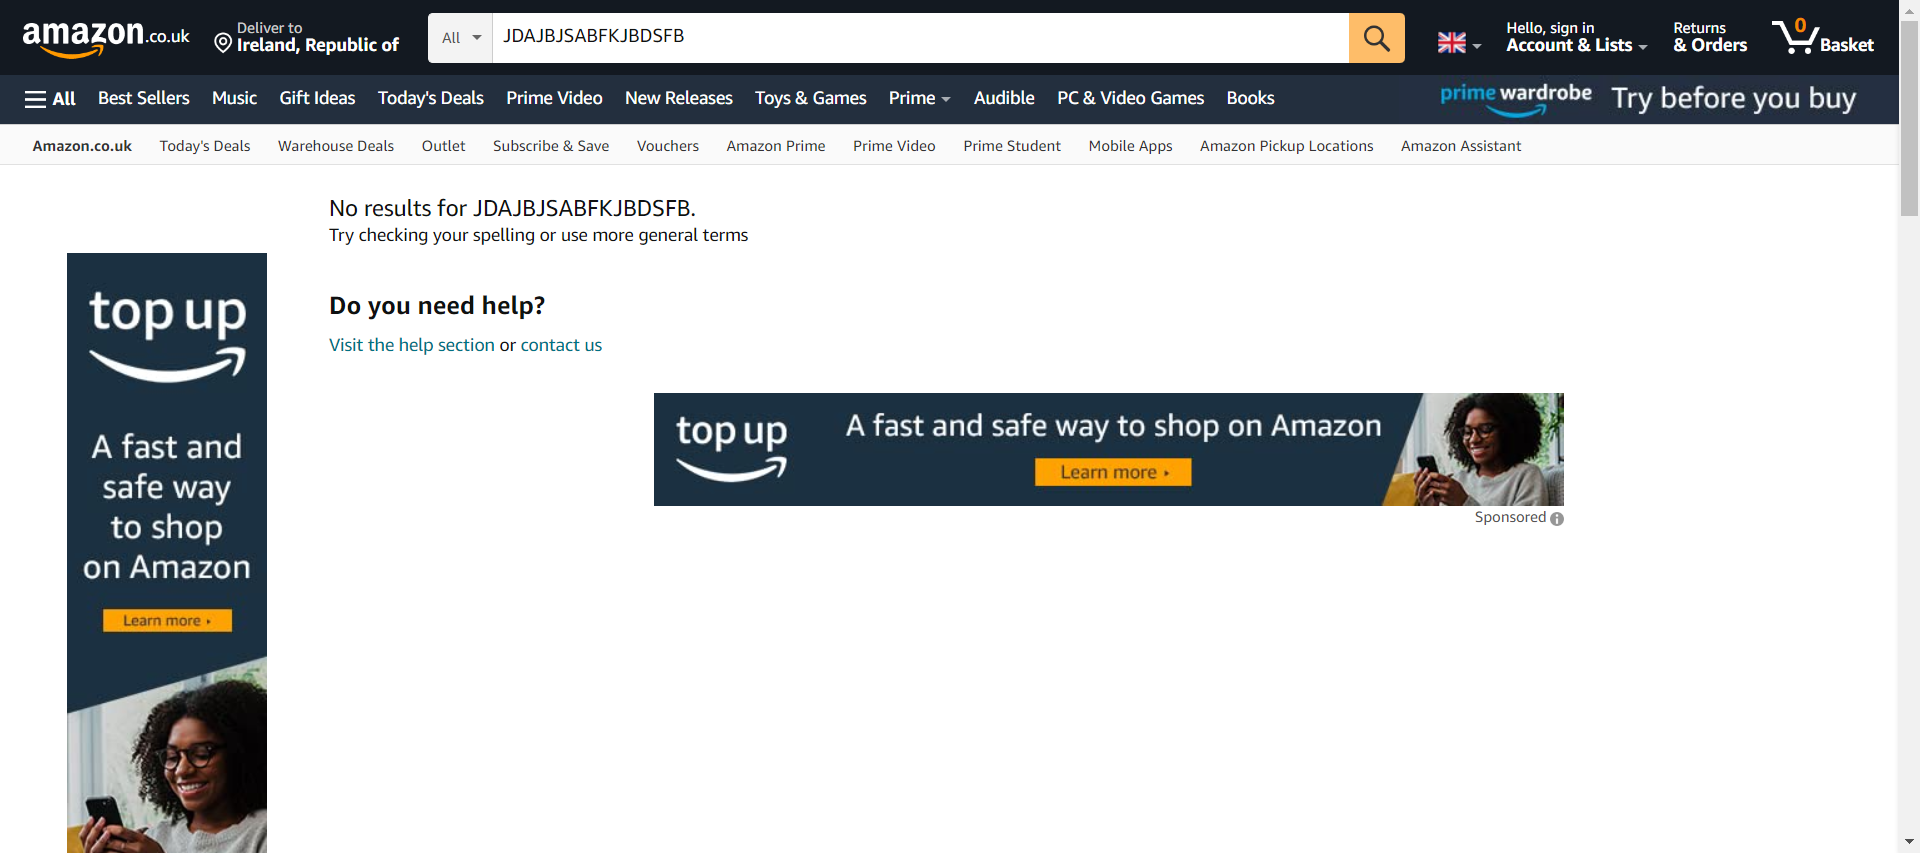 amazon.co.uk
Deliver to
Ireland, Republic of
All
JDAJBJSABFKJBDSFB
Hello, sign in
Account & Lists
Returns
& Orders
0
Basket
All
Best Sellers
Music
Gift Ideas
Today's Deals
Prime Video
New Releases
Toys & Games
Prime
Audible
PC & Video Games
Books
prime wardrobe
Try before you buy
Amazon.co.uk
Today's Deals
Warehouse Deals
Outlet
Subscribe & Save
Vouchers
Amazon Prime
Prime Video
Prime Student
Mobile Apps
Amazon Pickup Locations
Amazon Assistant
No results for JDAJBJSABFKJBDSFB.
Try checking your spelling or use more general terms
Do you need help?
Visit the help section or contact us
top up
A fast and
safe way
to shop
on Amazon
Learn more
top up
A fast and safe way to shop on Amazon
Learn more
Sponsored